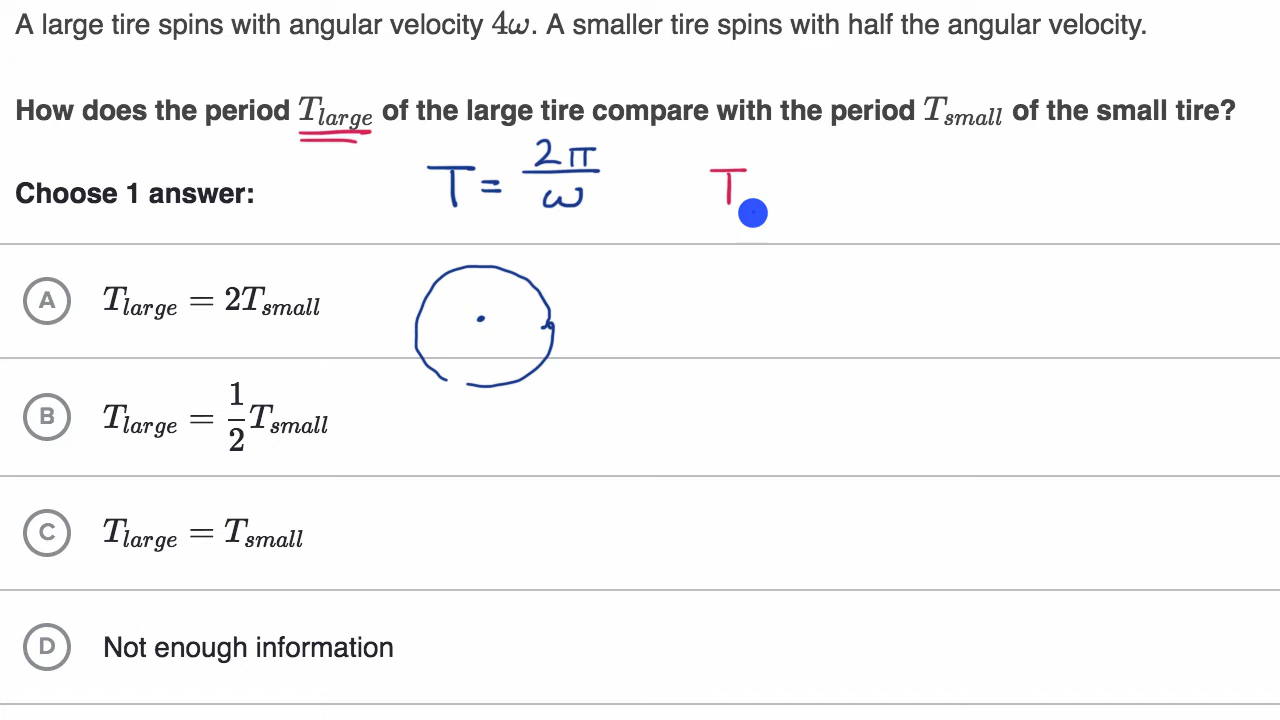 A large tire spins with angular velocity 4ω. A smaller tire spins with half the angular velocity.
How does the period T_large of the large tire compare with the period T_small of the small tire?
T = 2π/ω
T
Choose 1 answer:
A T_large = 2T_small
B T_large = 1/2 T_small
C T_large = T_small
D Not enough information